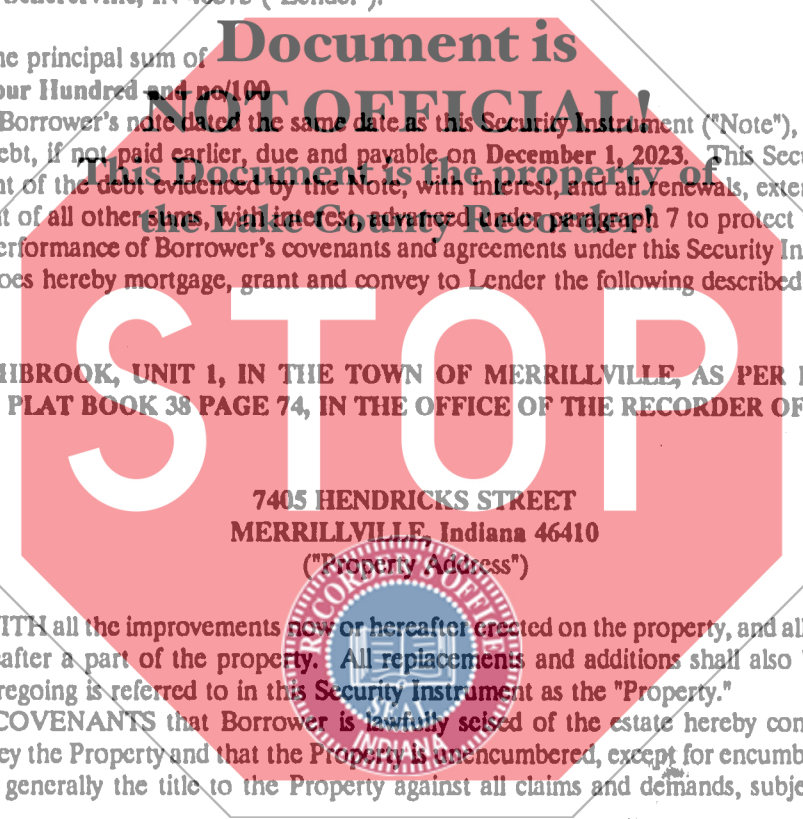 Schererville, IN 46375 ("Lender").
Document is
he principal sum of
our Hundred and no/100
NOT OFFICIAL!
Borrower's note dated the same date as this Security Instrument ("Note"),
ebt, if not paid earlier, due and payable on December 1, 2023. This Secu
This Document is the property of
nt of the debt evidenced by the Note, with interest, and all renewals, exten
t of all other sums, with interest, advanced under paragraph 7 to protect
the Lake County Recorder!
erformance of Borrower's covenants and agreements under this Security In
oes hereby mortgage, grant and convey to Lender the following described
STOP
HBROOK, UNIT 1, IN THE TOWN OF MERRILLVILLE, AS PER
PLAT BOOK 38 PAGE 74, IN THE OFFICE OF THE RECORDER OF
7405 HENDRICKS STREET
MERRILLVILLE, Indiana 46410
("Property Address")
RECORDER'S OFFICE
SEAL
INDIANA
ITH all the improvements now or hereafter erected on the property, and all
eafter a part of the property. All replacements and additions shall also
regoing is referred to in this Security Instrument as the "Property."
COVENANTS that Borrower is lawfully seised of the estate hereby con
ey the Property and that the Property is unencumbered, except for encumb
generally the title to the Property against all claims and demands, subje